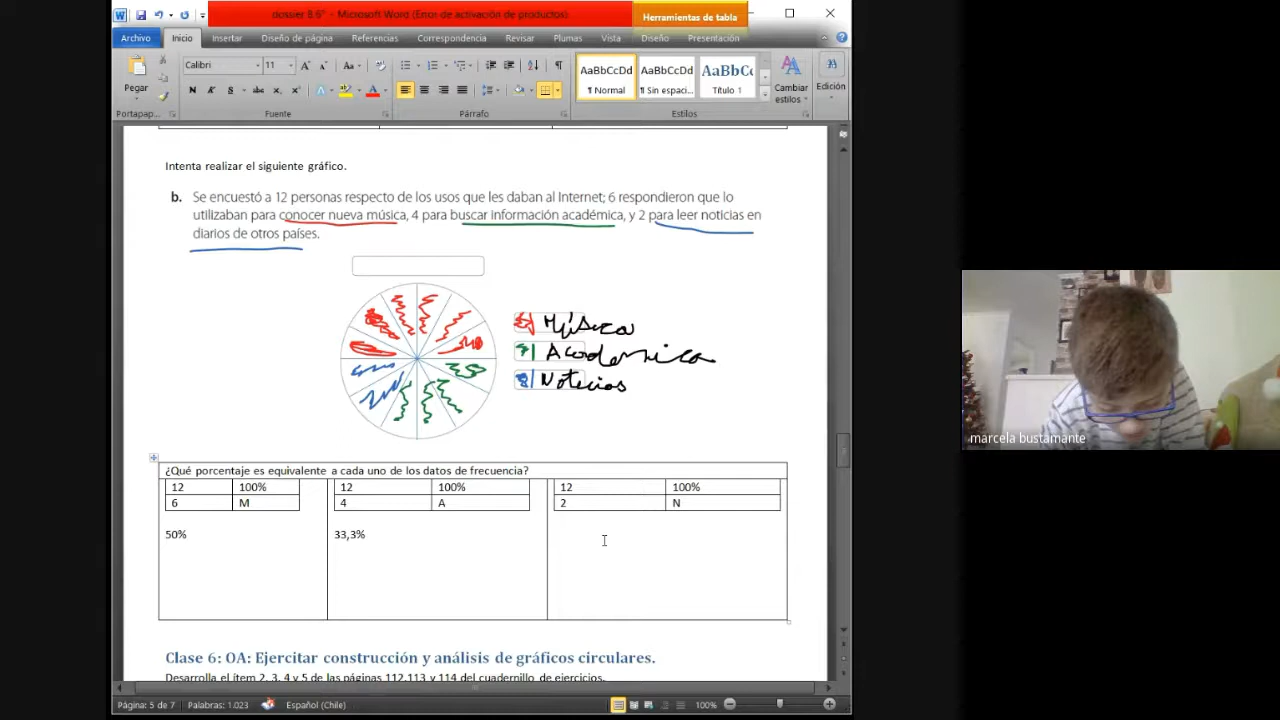 dossier 8 6° - Microsoft Word (Error de activación de productos)
Herramientas de tabla
Archivo Inicio Insertar Diseño de página Referencias Correspondencia Revisar Plumas Vista Diseño Presentación
Calibri 11
AaBbCcDd AaBbCcDd AaBbCc
Pegar
¶ Normal ¶ Sin espaci... Título 1
Cambiar estilos
Edición
Portapap... Fuente Párrafo Estilos
Intenta realizar el siguiente gráfico.
b. Se encuestó a 12 personas respecto de los usos que les daban al Internet; 6 respondieron que lo
utilizaban para conocer nueva música, 4 para buscar información académica, y 2 para leer noticias en
diarios de otros países.
Música
Academica
Noticias
¿Qué porcentaje es equivalente a cada uno de los datos de frecuencia?
12 100% 12 100% 12 100%
6 M 4 A 2 N
50% 33,3%
Clase 6: OA: Ejercitar construcción y análisis de gráficos circulares.
Desarrolla el ítem 2, 3, 4 y 5 de las páginas 112,113 y 114 del cuadernillo de ejercicios.
Página: 5 de 7 Palabras: 1.023 Español (Chile) 100%
marcela bustamante